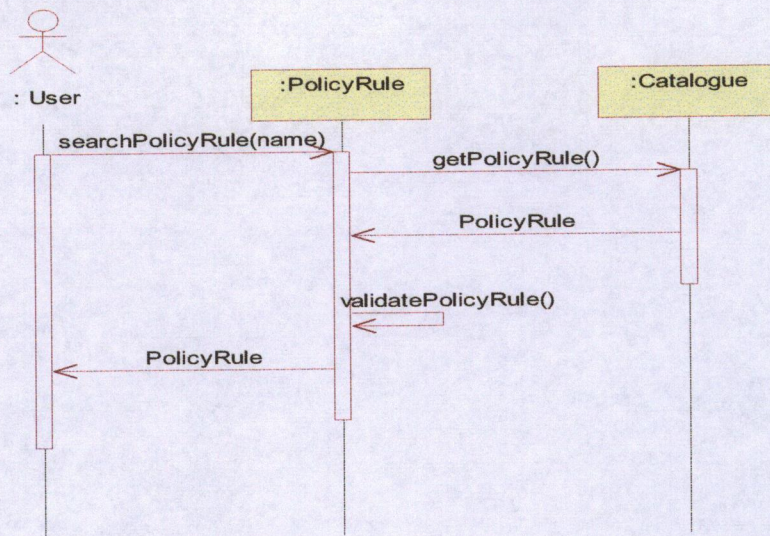 : User
:PolicyRule
:Catalogue
searchPolicyRule(name)
getPolicyRule()
PolicyRule
validatePolicyRule()
PolicyRule